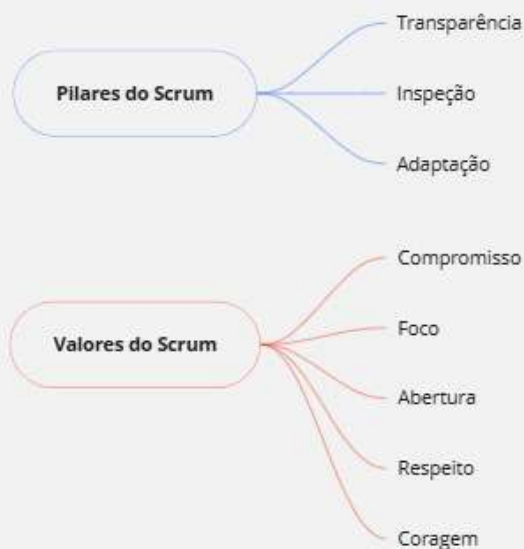 Pilares do Scrum
Transparência
Inspeção
Adaptação
Valores do Scrum
Compromisso
Foco
Abertura
Respeito
Coragem